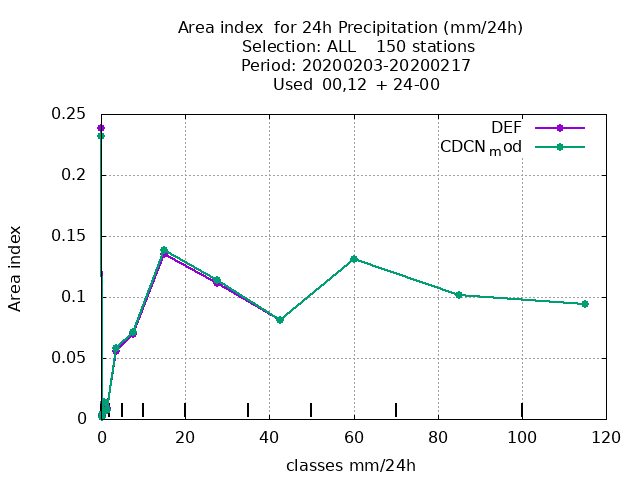 Area index  for 24h Precipitation (mm/24h)
Selection: ALL    150 stations
Period: 20200203-20200217
Used  00,12  + 24-00
DEF
CDCN_mod
0.25
0.2
0.15
0.1
0.05
0
Area index
0 20 40 60 80 100 120
classes mm/24h